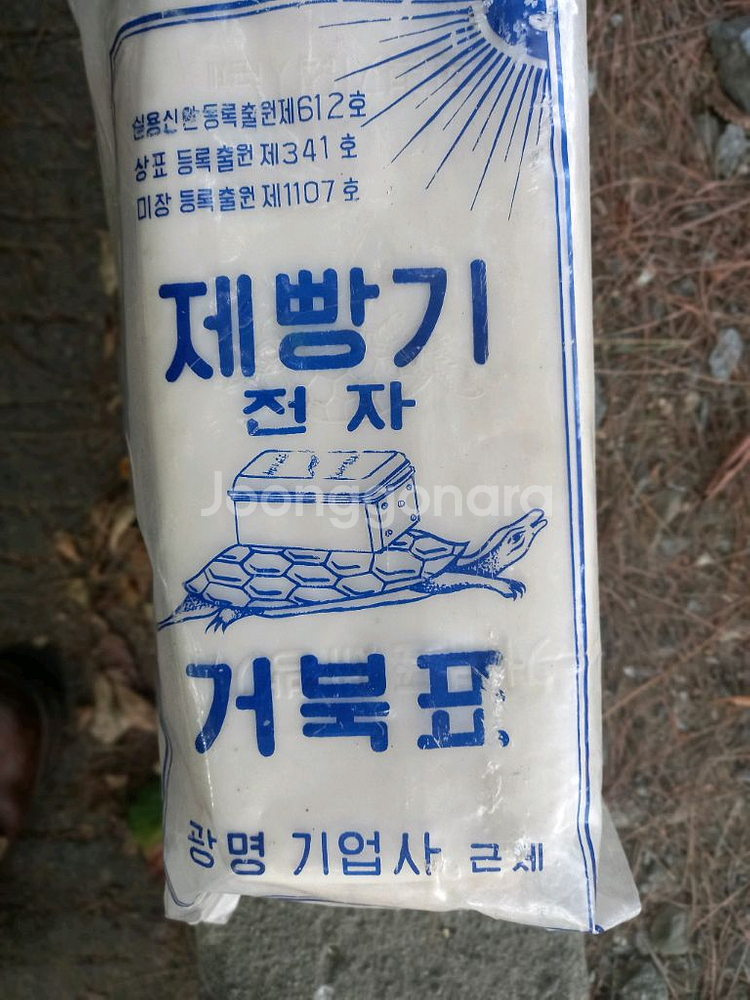 실용신안등록출원제612호
상표 등록출원제341호
미장 등록출원제1107호
제빵기
전자
Joonggonara
거북표
광명 기업사 근제